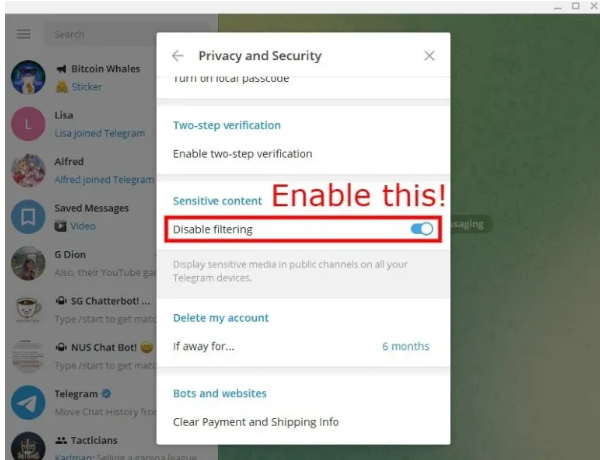 Search
Privacy and Security
Turn on local passcode
Bitcoin Whales
Sticker
L
Lisa
Lisa joined Telegram
Two-step verification
Enable two-step verification
Alfred
Alfred joined Telegram
Sensitive content
Enable this!
Saved Messages
Video
Disable filtering
ssaging
G Dion
Also, their YouTube gar
Display sensitive media in public channels on all your
Telegram devices.
SG Chatterbot! ...
Type /start to get matc
Delete my account
If away for...
6 months
NUS Chat Bot!
Type /start to get matc
Telegram
Move Chat History fror
Bots and websites
Clear Payment and Shipping Info
Tacticians
Karlman: Selling a garena league